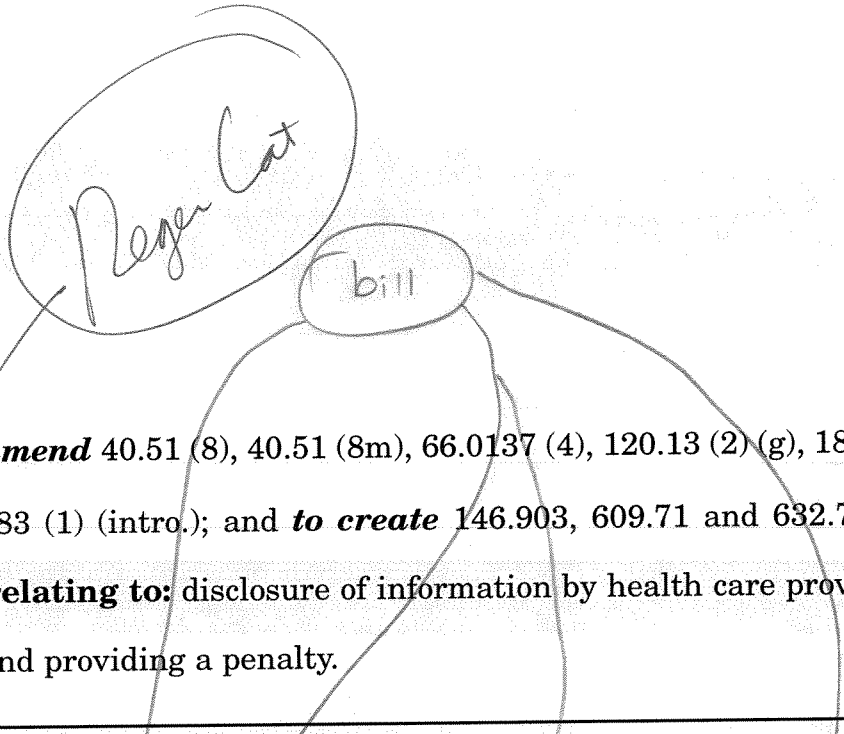 Regen Cat
bill
mend 40.51 (8), 40.51 (8m), 66.0137 (4), 120.13 (2) (g), 18
83 (1) (intro.); and to create 146.903, 609.71 and 632.7
elating to: disclosure of information by health care prov
nd providing a penalty.